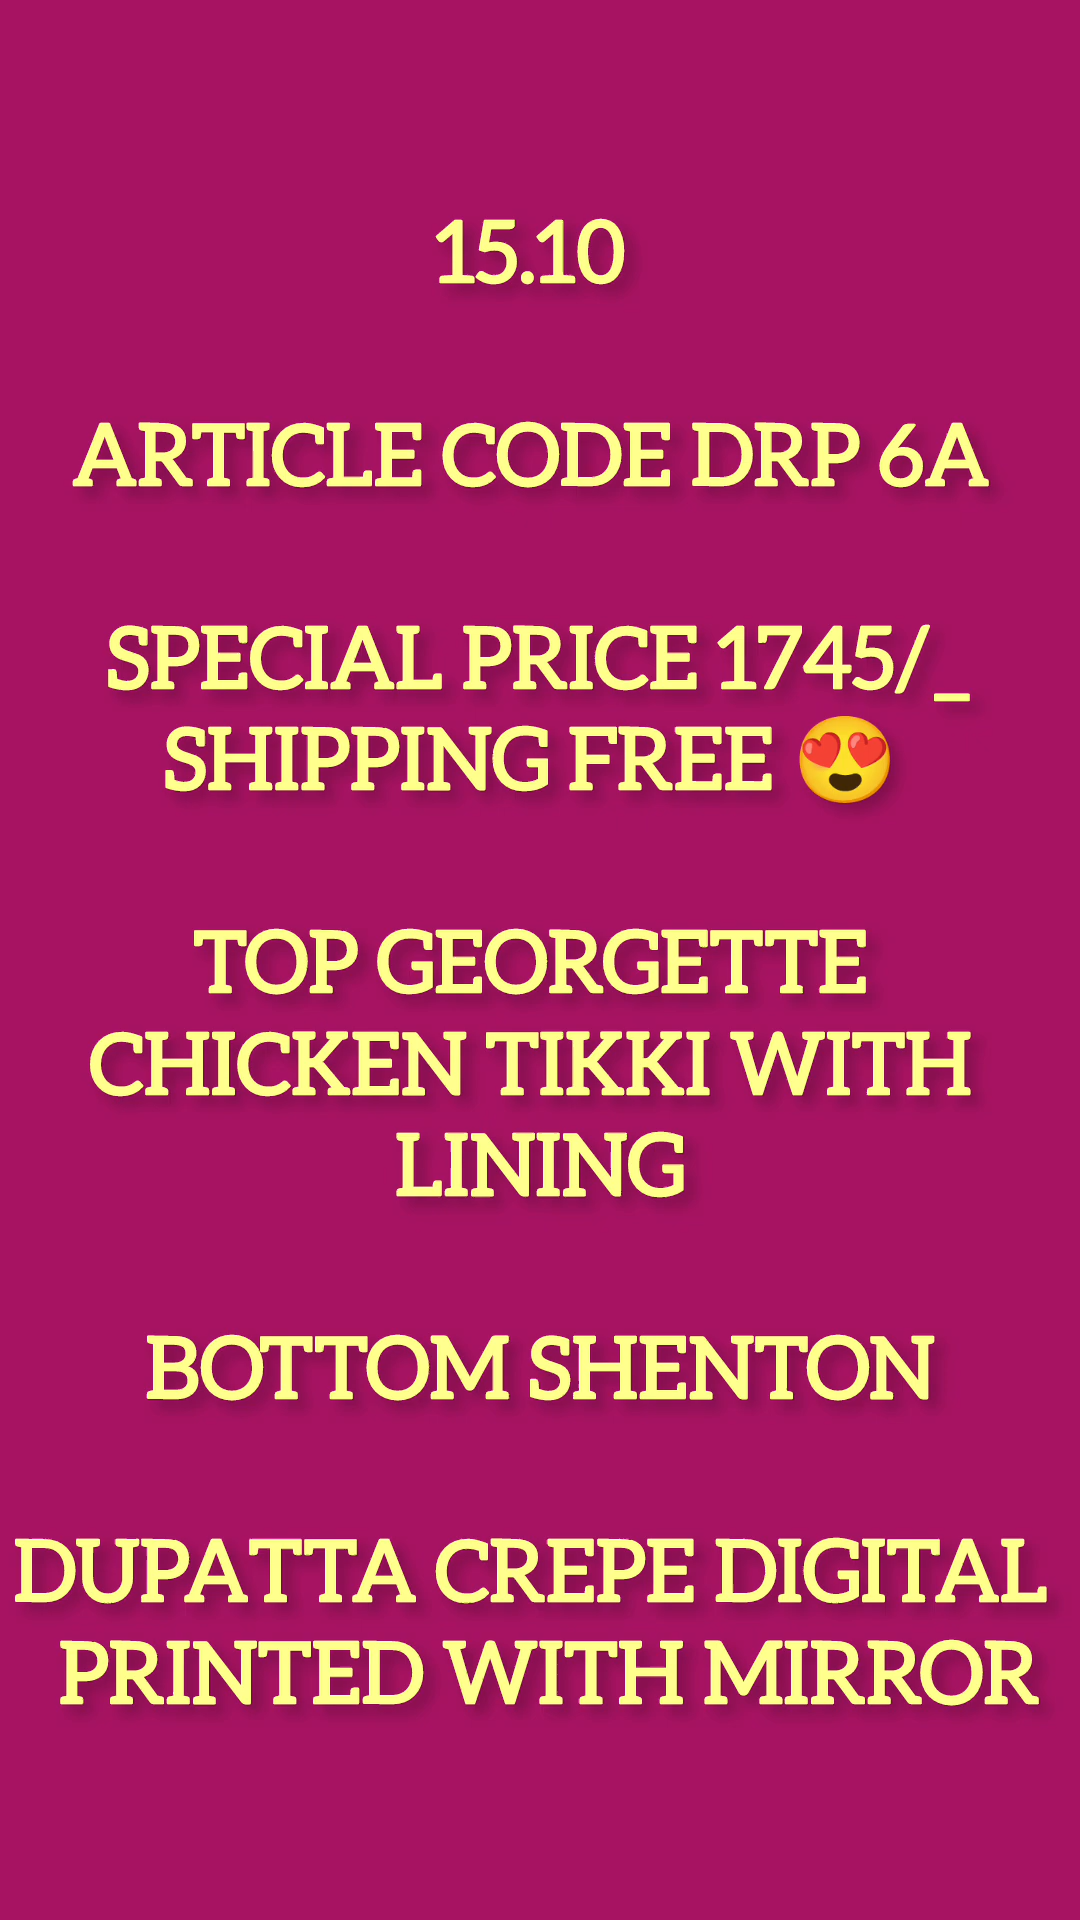 15.10
ARTICLE CODE DRP 6A
SPECIAL PRICE 1745/_
SHIPPING FREE 😍
TOP GEORGETTE
CHICKEN TIKKI WITH
LINING
BOTTOM SHENTON
DUPATTA CREPE DIGITAL
PRINTED WITH MIRROR